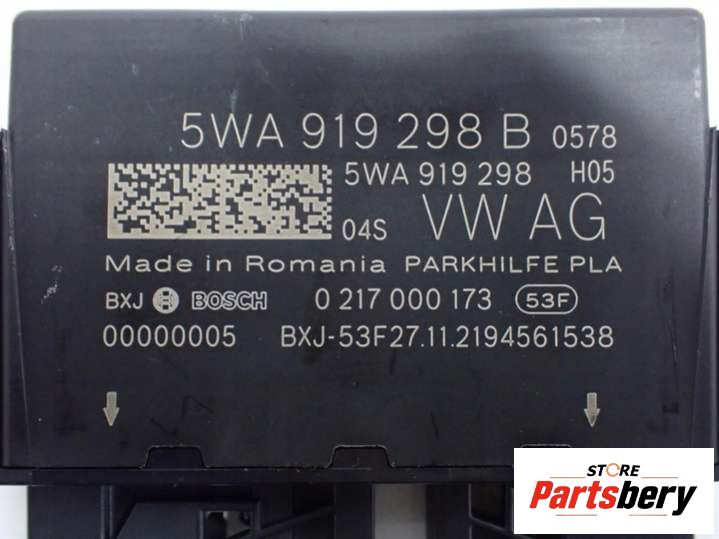 5WA 919 298 B 0578
5WA 919 298 H05
04S VW AG
Made in Romania PARKHILFE PLA
BXJ BOSCH 0 217 000 173 53F
00000005 BXJ-53F27.11.2194561538
STORE
Partsbery